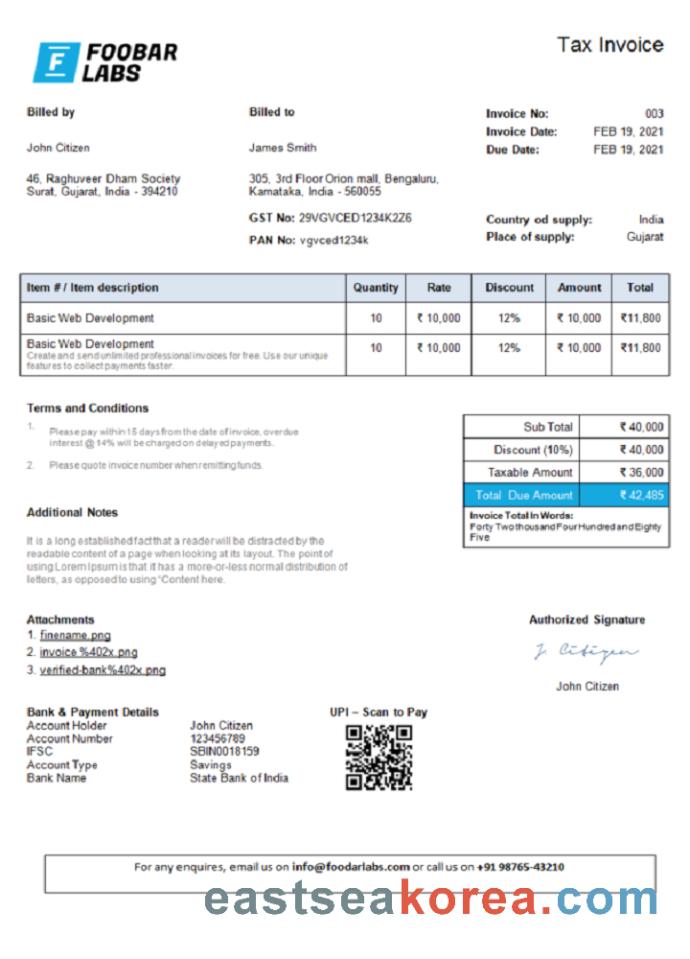 FOOBAR
LABS
Tax Invoice
Billed by
John Citizen
46, Raghuveer Dham Society
Surat, Gujarat, India - 394210
Billed to
James Smith
305, 3rd Floor Orion mall, Bengaluru,
Karnataka, India - 560055
GST No: 29VGVCED1234K2Z6
PAN No: vgvced1234k
Invoice No: 003
Invoice Date: FEB 19, 2021
Due Date: FEB 19, 2021
Country od supply: India
Place of supply: Gujarat
Item # / Item description Quantity Rate Discount Amount Total
Basic Web Development 10 ₹ 10,000 12% ₹ 10,000 ₹11,800
Basic Web Development 10 ₹ 10,000 12% ₹ 10,000 ₹11,800
Create and send unlimited professional invoices for free. Use our unique
features to collect payments faster.
Terms and Conditions
1. Please pay within 15 days from the date of invoice, overdue
interest @ 14% will be charged on delayed payments.
2. Please quote invoice number when remitting funds.
Sub Total ₹ 40,000
Discount (10%) ₹ 40,000
Taxable Amount ₹ 36,000
Total Due Amount ₹ 42,485
Invoice Total In Words:
Forty Two thousand Four Hundred and Eighty
Five
Additional Notes
It is a long established fact that a reader will be distracted by the
readable content of a page when looking at its layout. The point of
using Lorem Ipsum is that it has a more-or-less normal distribution of
letters, as opposed to using 'Content here.
Attachments
1. finename.png
2. invoice %402x.png
3. verified-bank%402x.png
Authorized Signature
J. Citizen
John Citizen
Bank & Payment Details
Account Holder John Citizen
Account Number 123456789
IFSC SBIN0018159
Account Type Savings
Bank Name State Bank of India
UPI – Scan to Pay
For any enquires, email us on info@foodarlabs.com or call us on +91 98765-43210
eastseakorea.com